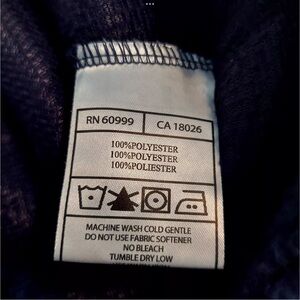 RN 60999 CA 18026
100%POLYESTER
100%POLYESTER
100%POLIESTER
MACHINE WASH COLD GENTLE
DO NOT USE FABRIC SOFTENER
NO BLEACH
TUMBLE DRY LOW